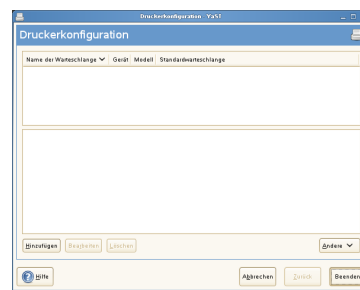 Druckerkonfiguration - YaST
Druckerkonfiguration
Name der Warteschlange Gerät Modell Standardwarteschlange
Hinzufügen Bearbeiten Löschen Andere
Hilfe Abbrechen Zurück Beenden